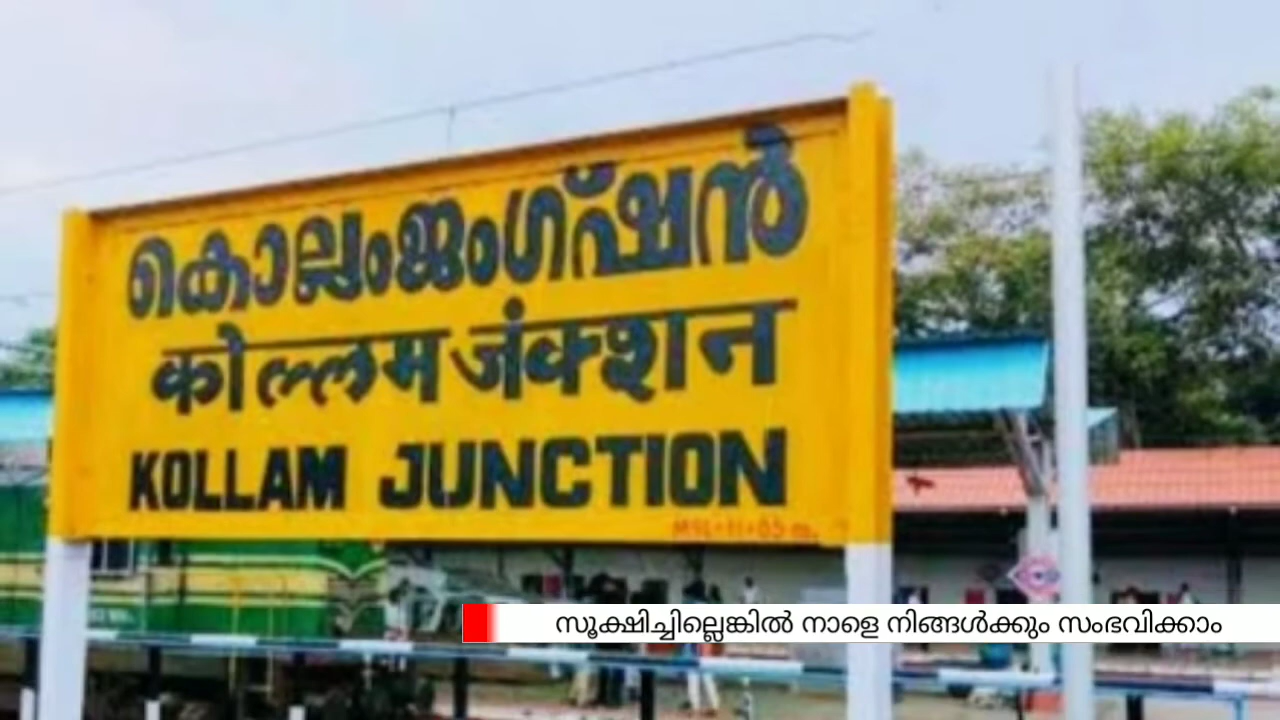 കൊല്ലംജംഗ്ഷൻ
कोल्लम जंक्शन
KOLLAM JUNCTION
സൂക്ഷിച്ചില്ലെങ്കിൽ നാളെ നിങ്ങൾക്കും സംഭവിക്കാം